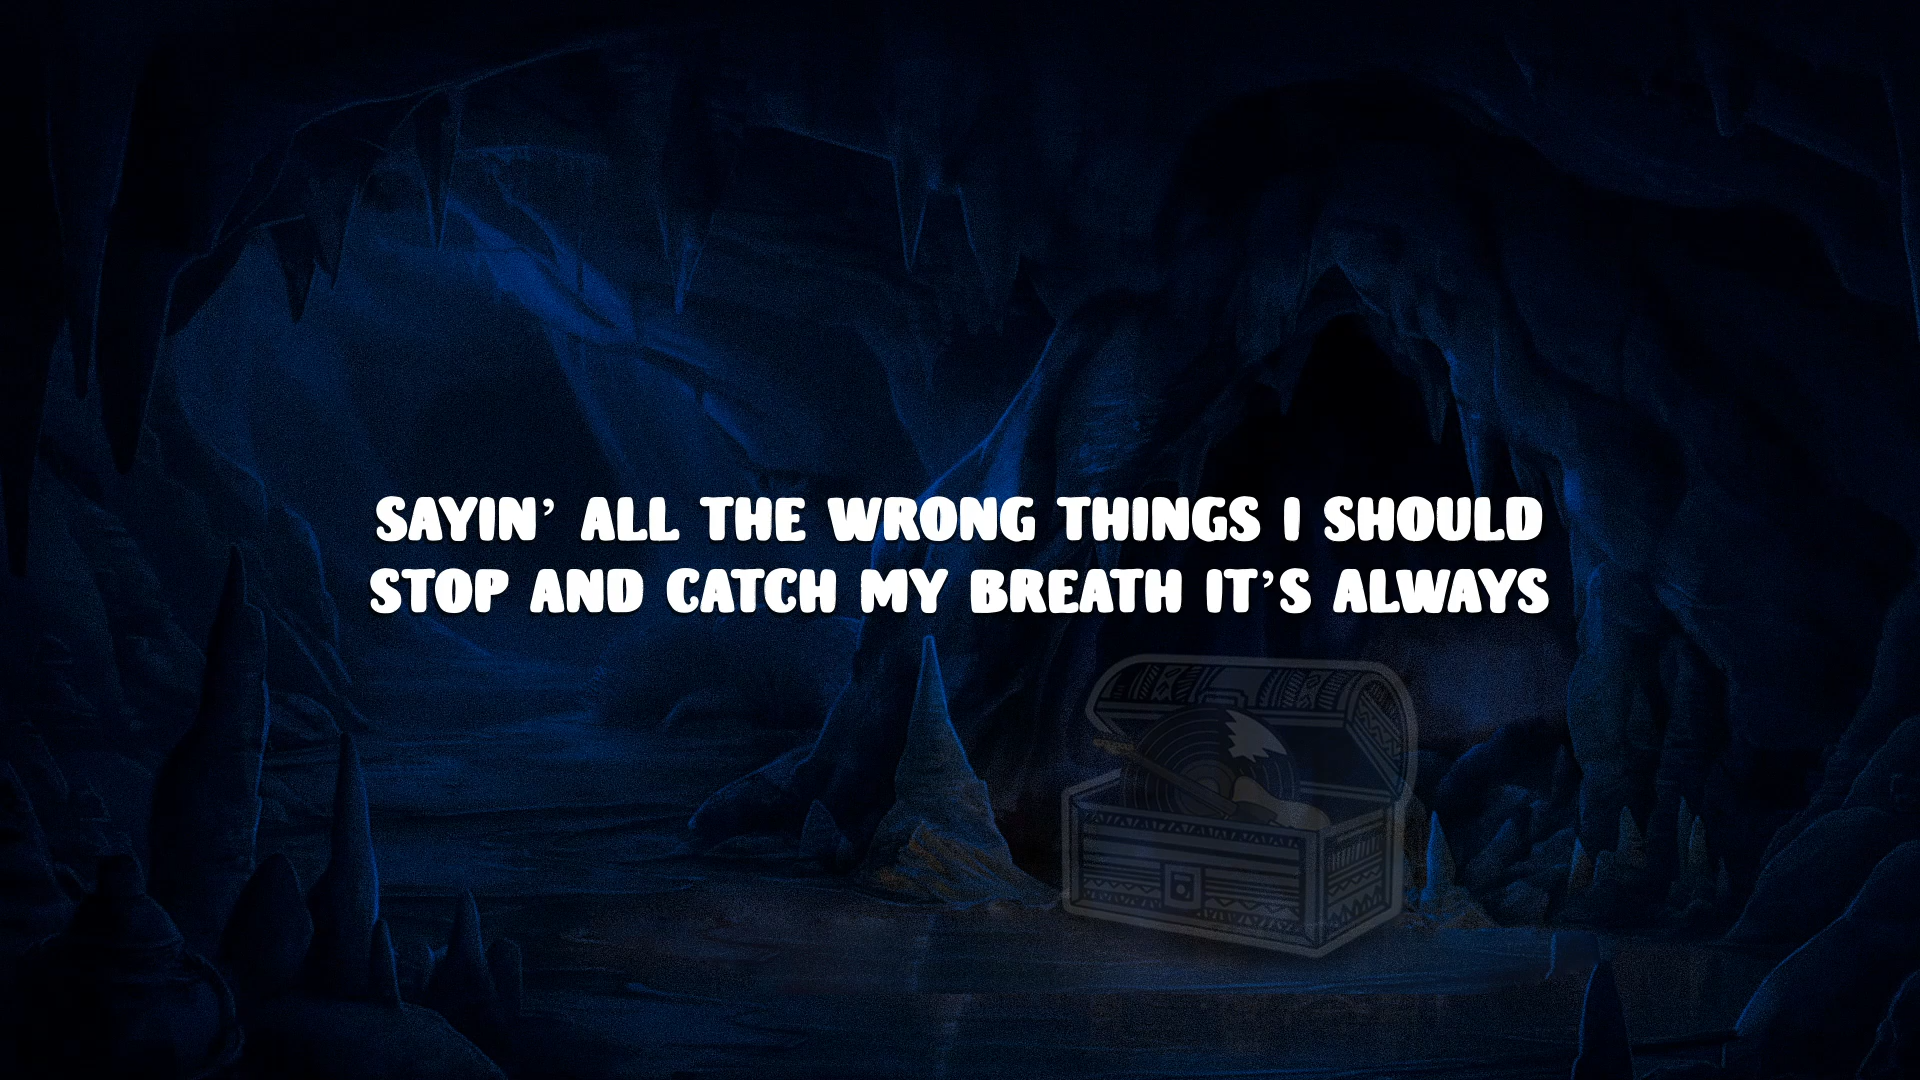 SAYIN’ ALL THE WRONG THINGS I SHOULD
STOP AND CATCH MY BREATH IT’S ALWAYS